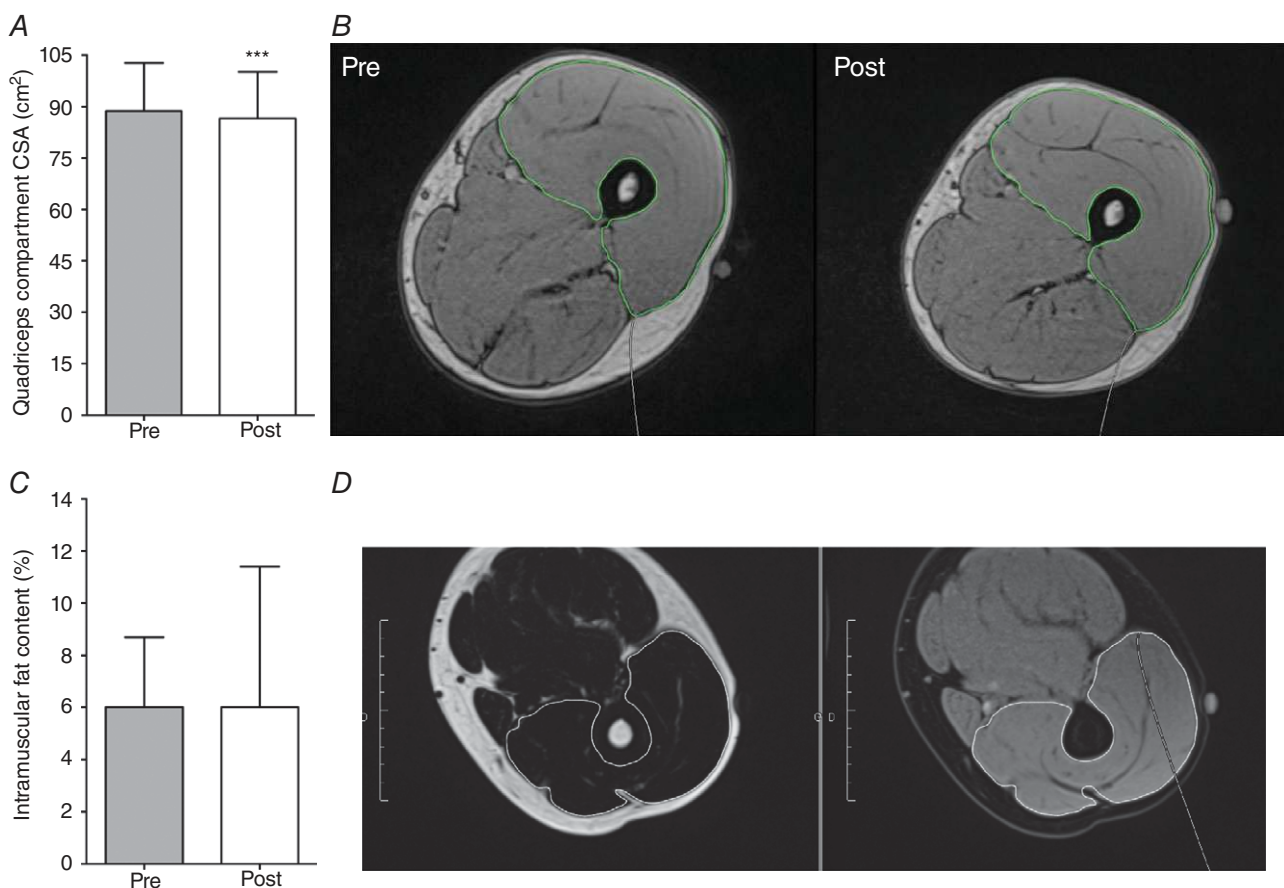 A
Quadriceps compartment CSA (cm²)
105
90
75
60
45
30
15
0
***
Pre
Post
B
Pre
Post
C
Intramuscular fat content (%)
14
12
10
8
6
4
2
0
Pre
Post
D